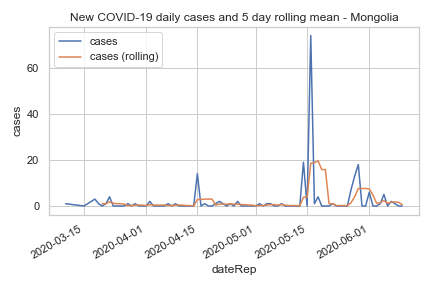 New COVID-19 daily cases and 5 day rolling mean - Mongolia
cases
cases (rolling)
cases
60
40
20
0
2020-03-15
2020-04-01
2020-04-15
2020-05-01
2020-05-15
2020-06-01
dateRep